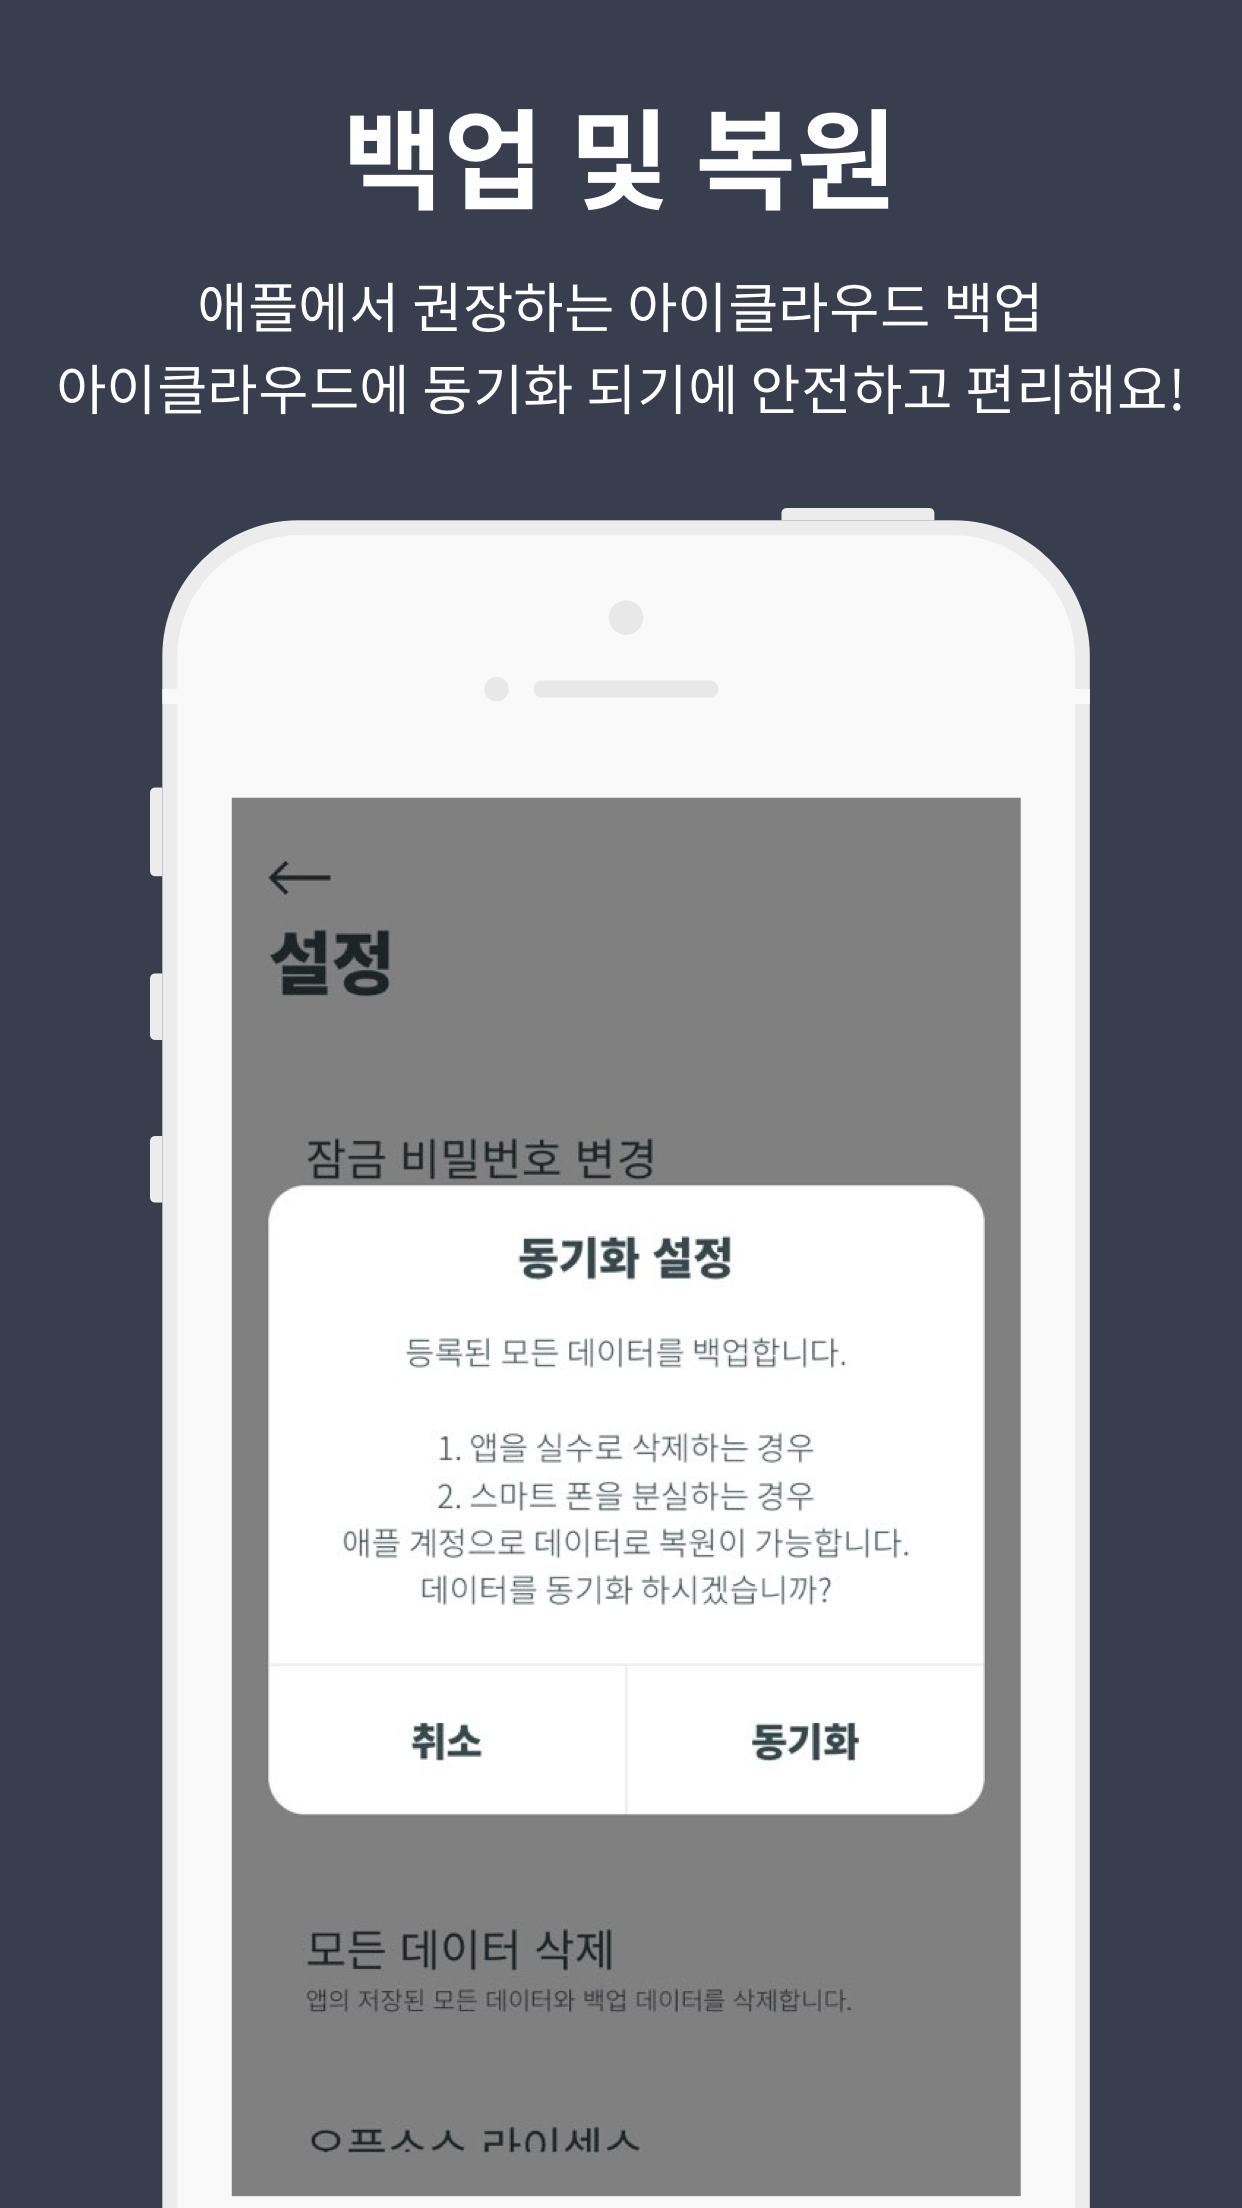 백업 및 복원
애플에서 권장하는 아이클라우드 백업
아이클라우드에 동기화 되기에 안전하고 편리해요!
설정
잠금 비밀번호 변경
동기화 설정
등록된 모든 데이터를 백업합니다.
1. 앱을 실수로 삭제하는 경우
2. 스마트 폰을 분실하는 경우
애플 계정으로 데이터로 복원이 가능합니다.
데이터를 동기화 하시겠습니까?
취소
동기화
모든 데이터 삭제
앱의 저장된 모든 데이터와 백업 데이터를 삭제합니다.
오픈소스 라이센스